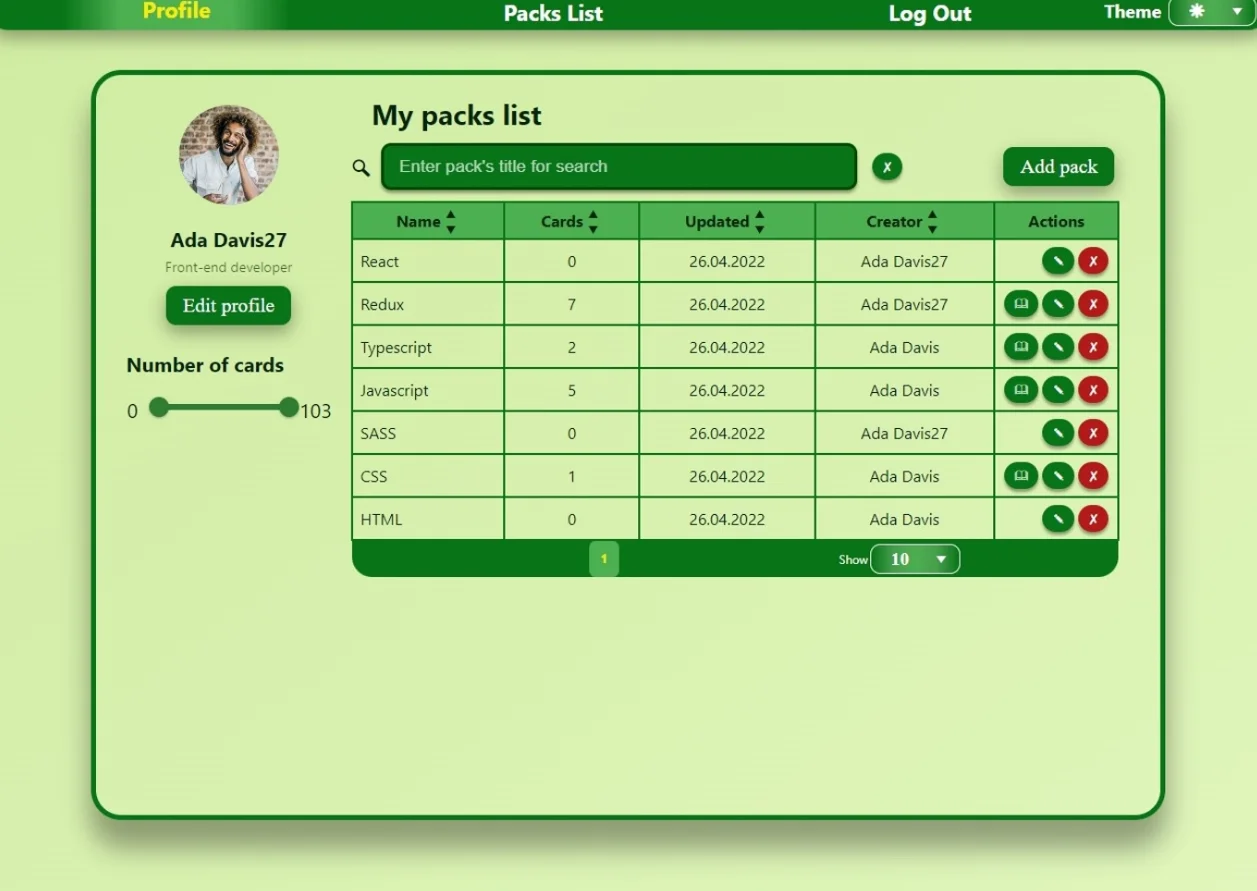 Profile Packs List Log Out Theme
My packs list
Enter pack's title for search
Add pack
Ada Davis27
Front-end developer
Edit profile
Number of cards
0 103
Name Cards Updated Creator Actions
React 0 26.04.2022 Ada Davis27
Redux 7 26.04.2022 Ada Davis27
Typescript 2 26.04.2022 Ada Davis
Javascript 5 26.04.2022 Ada Davis
SASS 0 26.04.2022 Ada Davis27
CSS 1 26.04.2022 Ada Davis
HTML 0 26.04.2022 Ada Davis
1 Show 10